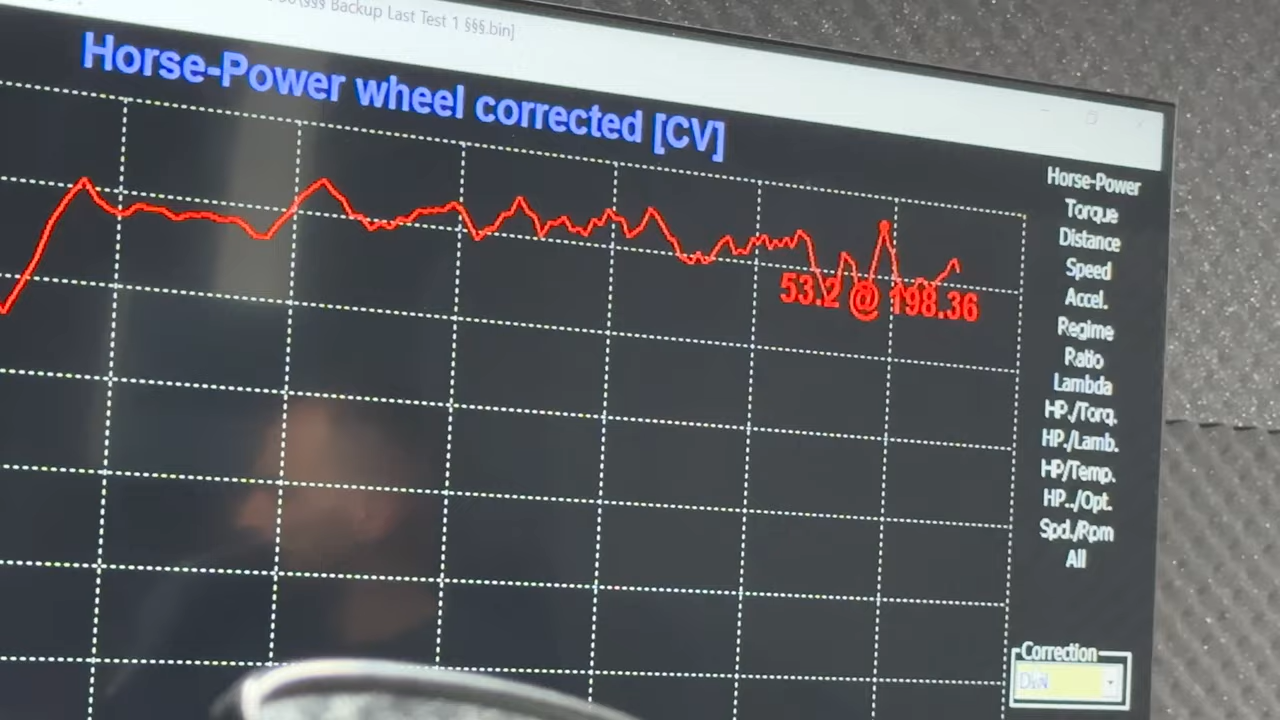 \§§§ Backup Last Test 1 §§§.bin]
Horse-Power wheel corrected [CV]
53.2 @ 198.36
Horse-Power
Torque
Distance
Speed
Accel.
Regime
Ratio
Lambda
HP./Torq.
HP./Lamb.
HP/Temp.
HP../Opt.
Spd./Rpm
All
Correction
DIN